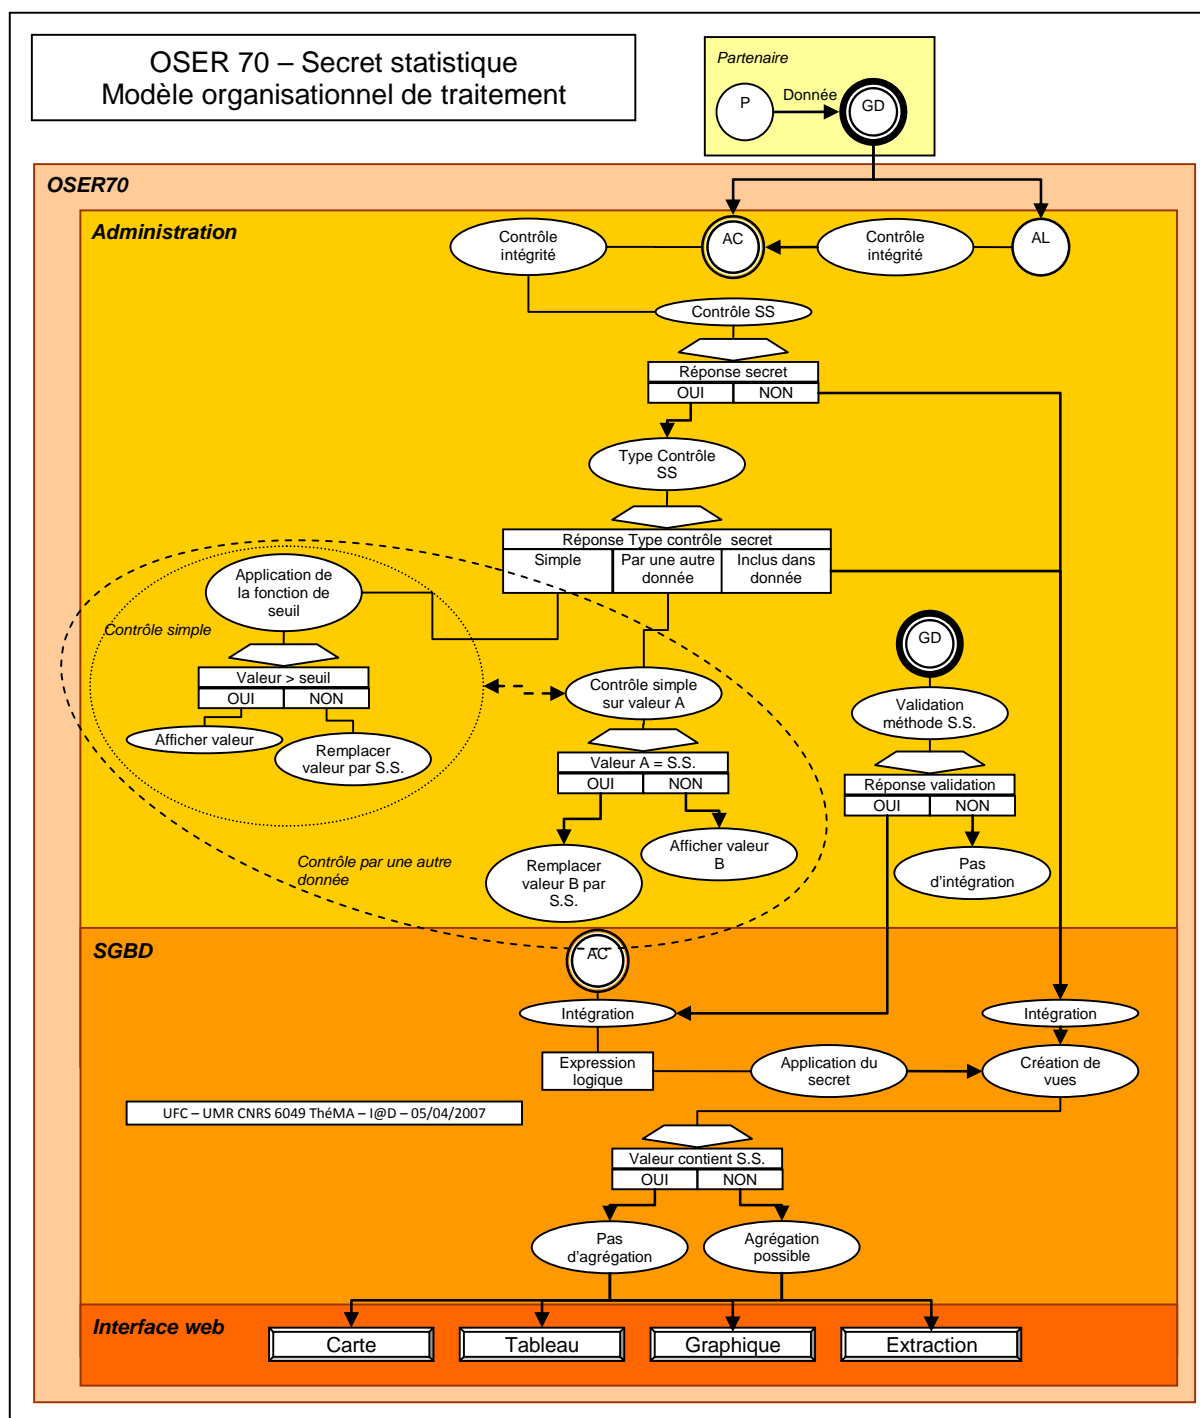 OSER 70 – Secret statistique
Modèle organisationnel de traitement
Partenaire
P
Donnée
GD
OSER70
Administration
Contrôle
intégrité
AC
Contrôle
intégrité
AL
Contrôle SS
Réponse secret
OUI
NON
Type Contrôle
SS
Réponse Type contrôle secret
Simple
Par une autre
donnée
Inclus dans
donnée
Application de
la fonction de
seuil
Contrôle simple
Valeur > seuil
OUI
NON
Afficher valeur
Remplacer
valeur par S.S.
Contrôle simple
sur valeur A
Valeur A = S.S.
OUI
NON
Remplacer
valeur B par
S.S.
Afficher valeur
B
Contrôle par une autre
donnée
GD
Validation
méthode S.S.
Réponse validation
OUI
NON
Pas
d'intégration
SGBD
AC
Intégration
Intégration
Expression
logique
Application du
secret
Création de
vues
UFC – UMR CNRS 6049 ThéMA – I@D – 05/04/2007
Valeur contient S.S.
OUI
NON
Pas
d'agrégation
Agrégation
possible
Interface web
Carte
Tableau
Graphique
Extraction